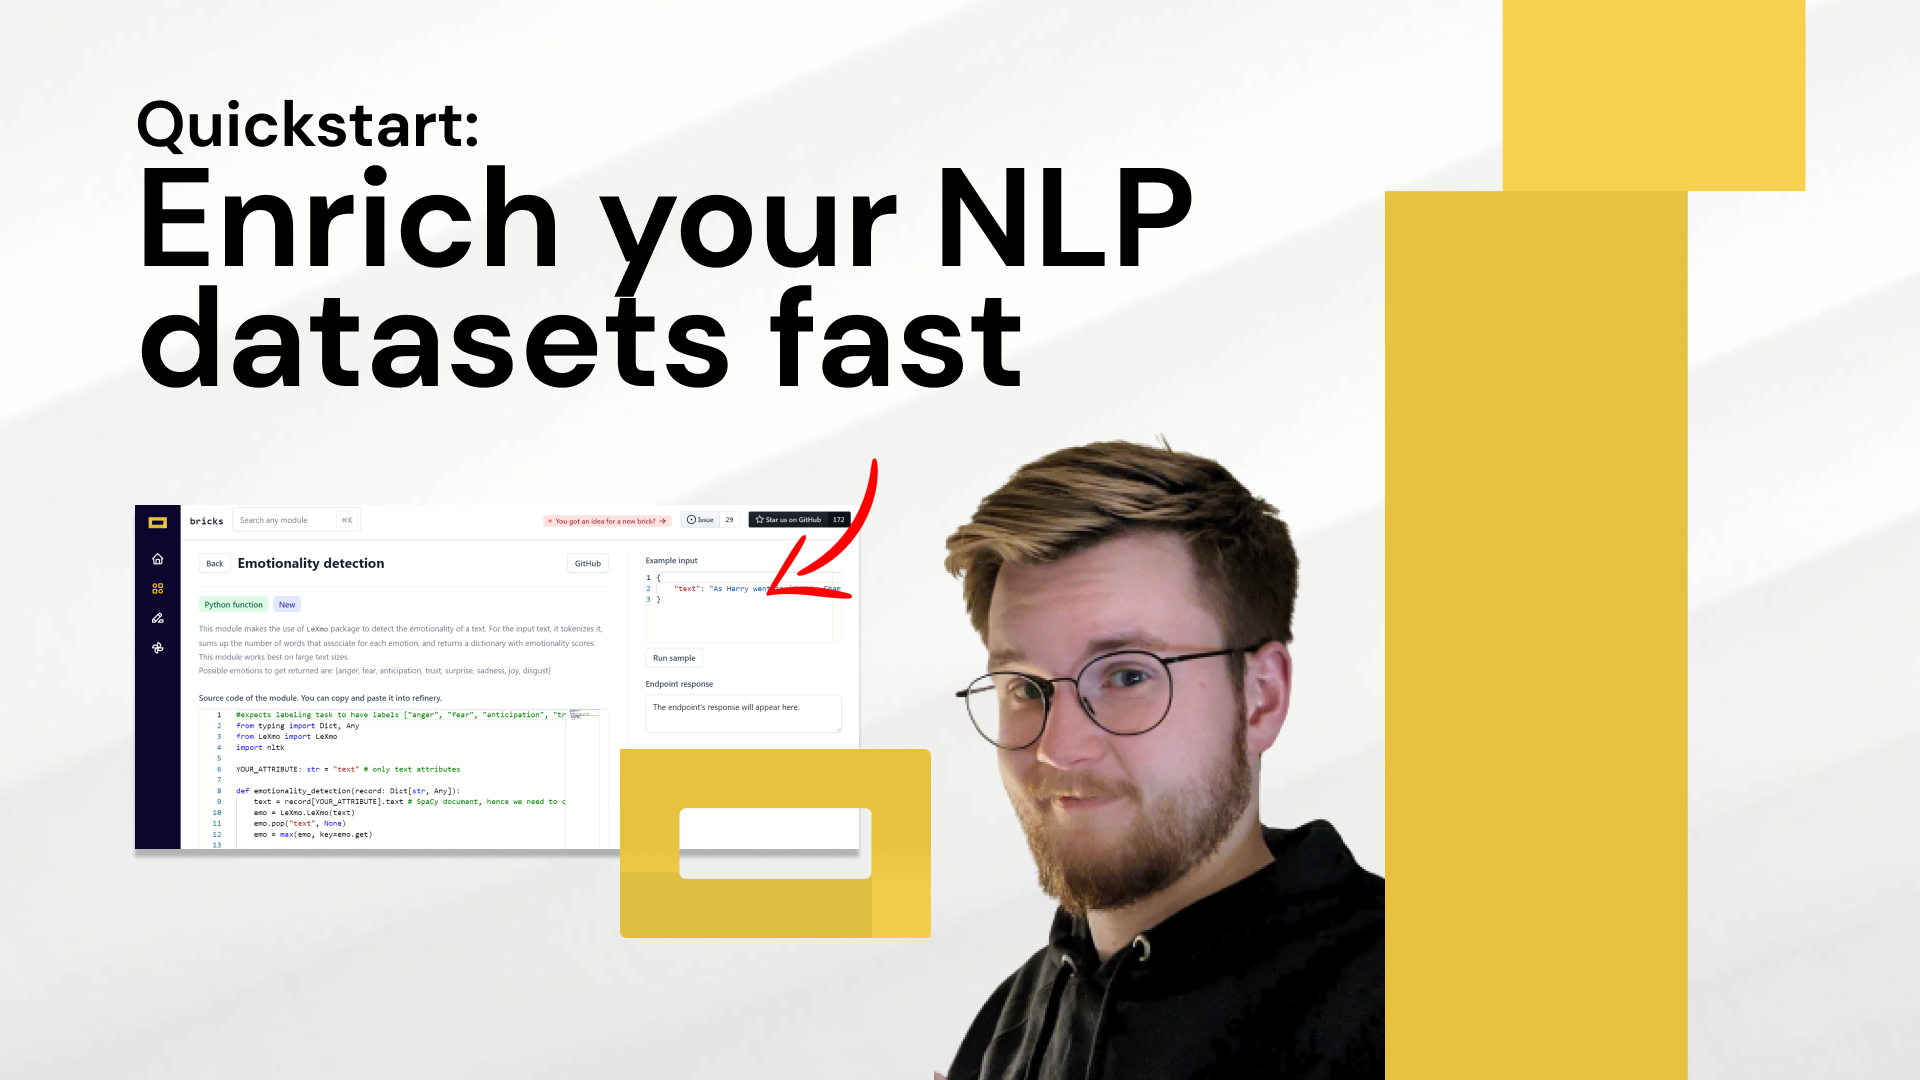 Quickstart:
Enrich your NLP
datasets fast
bricks
Search any module
⌘K
You got an idea for a new brick? →
Issue 29
Star us on GitHub 172
Back
Emotionality detection
GitHub
Python function
New
This module makes the use of LeXmo package to detect the emotionality of a text. For the input text, it tokenizes it,
sums up the number of words that associate for each emotion, and returns a dictionary with emotionality scores.
This module works best on large text sizes.
Possible emotions to get returned are: [anger, fear, anticipation, trust, surprise, sadness, joy, disgust]
Source code of the module. You can copy and paste it into refinery.
1 #expects labeling task to have labels ["anger", "fear", "anticipation", "tr
2 from typing import Dict, Any
3 from LeXmo import LeXmo
4 import nltk
5
6 YOUR_ATTRIBUTE: str = "text" # only text attributes
7
8 def emotionality_detection(record: Dict[str, Any]):
9 text = record[YOUR_ATTRIBUTE].text # SpaCy document, hence we need to c
10 emo = LeXmo.LeXmo(text)
11 emo.pop("text", None)
12 emo = max(emo, key=emo.get)
13
Example input
1 {
2 "text": "As Harry went
3 }
Run sample
Endpoint response
The endpoint's response will appear here.